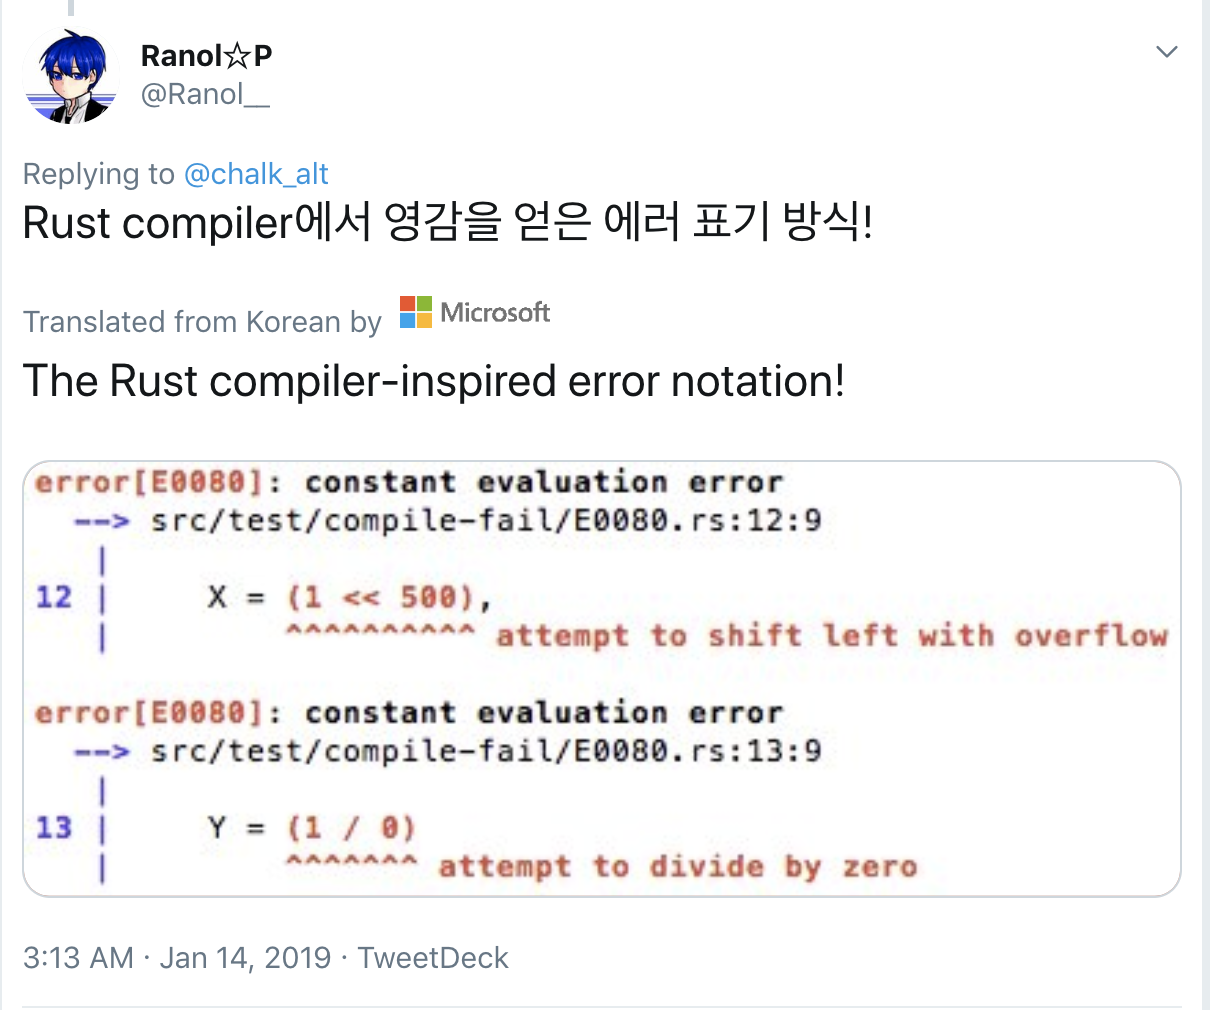 Ranol☆P
@Ranol__
Replying to @chalk_alt
Rust compiler에서 영감을 얻은 에러 표기 방식!
Translated from Korean by Microsoft
The Rust compiler-inspired error notation!
error[E0080]: constant evaluation error
--> src/test/compile-fail/E0080.rs:12:9
|
12 | X = (1 << 500),
| ^^^^^^^^^^ attempt to shift left with overflow
error[E0080]: constant evaluation error
--> src/test/compile-fail/E0080.rs:13:9
|
13 | Y = (1 / 0)
| ^^^^^^^ attempt to divide by zero
3:13 AM · Jan 14, 2019 · TweetDeck